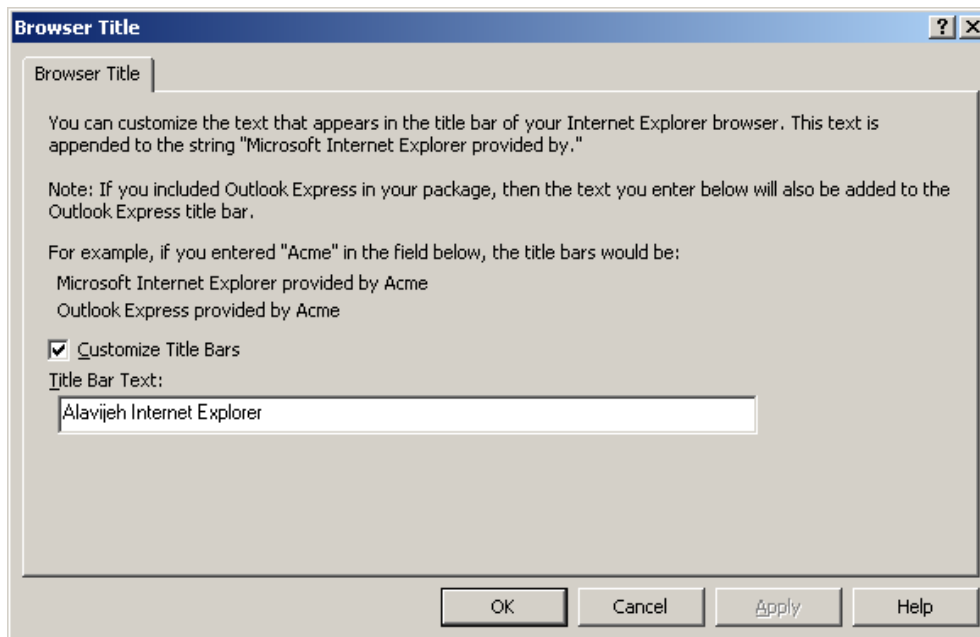 Browser Title
Browser Title
You can customize the text that appears in the title bar of your Internet Explorer browser. This text is
appended to the string "Microsoft Internet Explorer provided by."
Note: If you included Outlook Express in your package, then the text you enter below will also be added to the
Outlook Express title bar.
For example, if you entered "Acme" in the field below, the title bars would be:
Microsoft Internet Explorer provided by Acme
Outlook Express provided by Acme
Customize Title Bars
Title Bar Text:
Alavijeh Internet Explorer
OK Cancel Apply Help